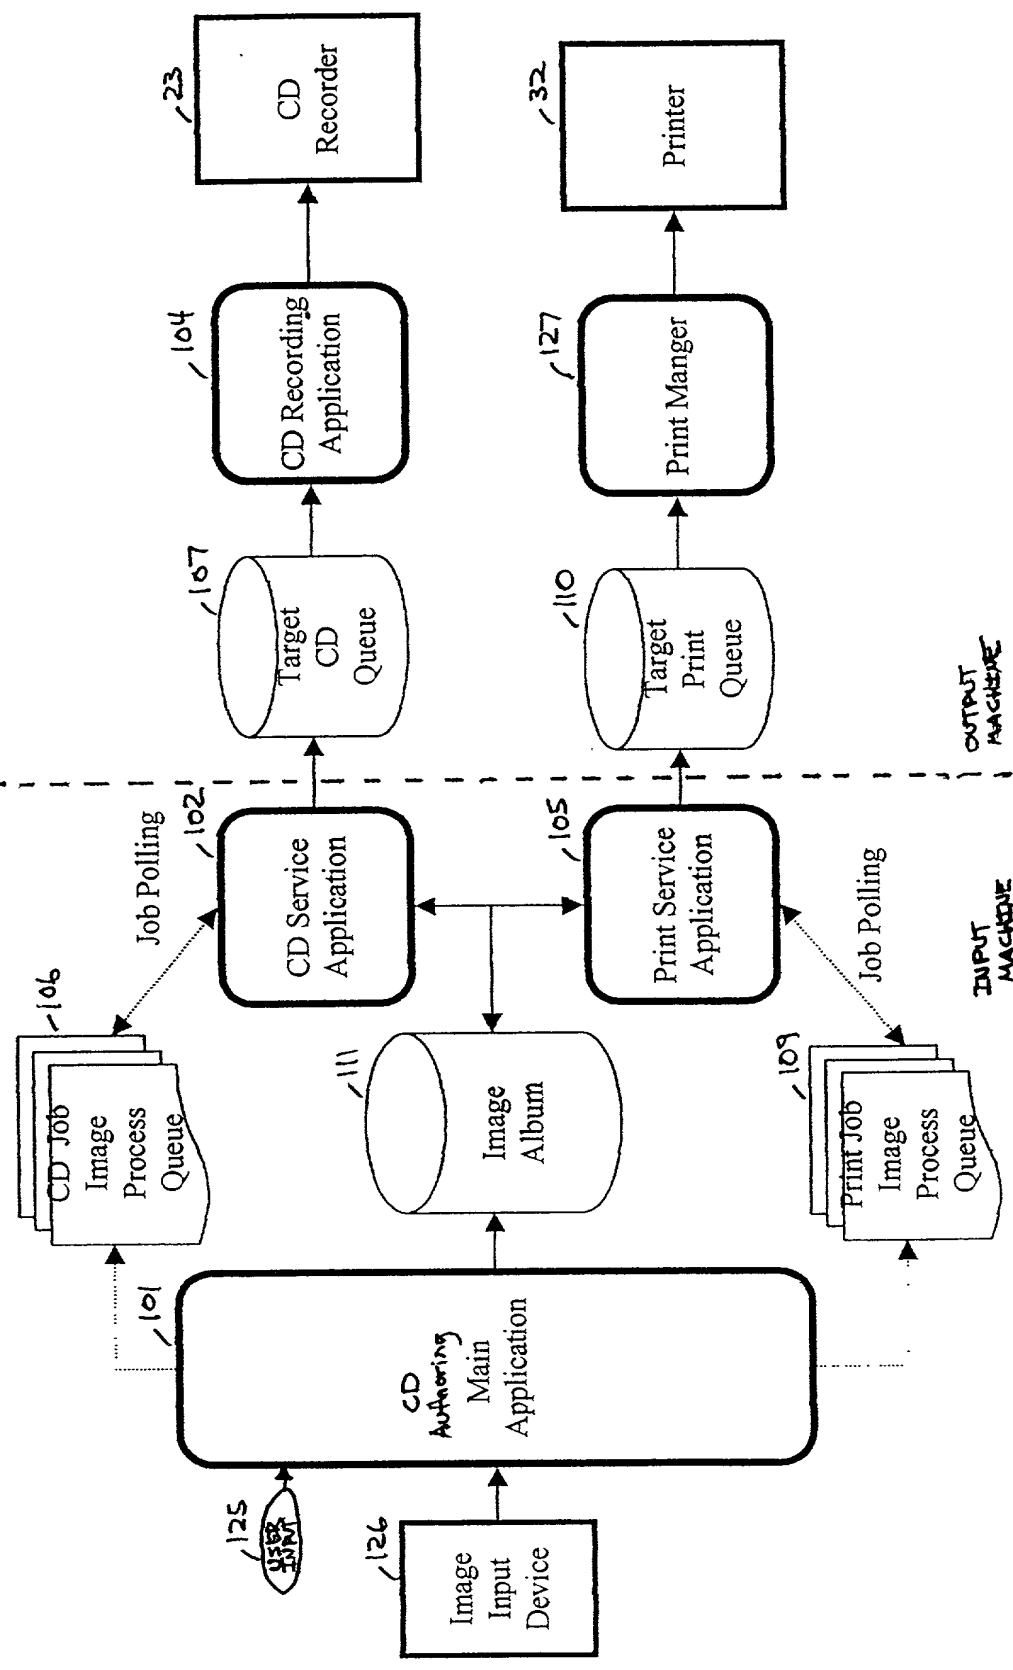 125
USER
INPUT
126
Image
Input
Device
101
CD
Authoring
Main
Application
106
CD Job
Image
Process
Queue
111
Image
Album
109
Print Job
Image
Process
Queue
Job Polling
102
CD Service
Application
105
Print Service
Application
Job Polling
INPUT
MACHINE
OUTPUT
MACHINE
107
Target
CD
Queue
110
Target
Print
Queue
104
CD Recording
Application
127
Print Manger
23
CD
Recorder
32
Printer